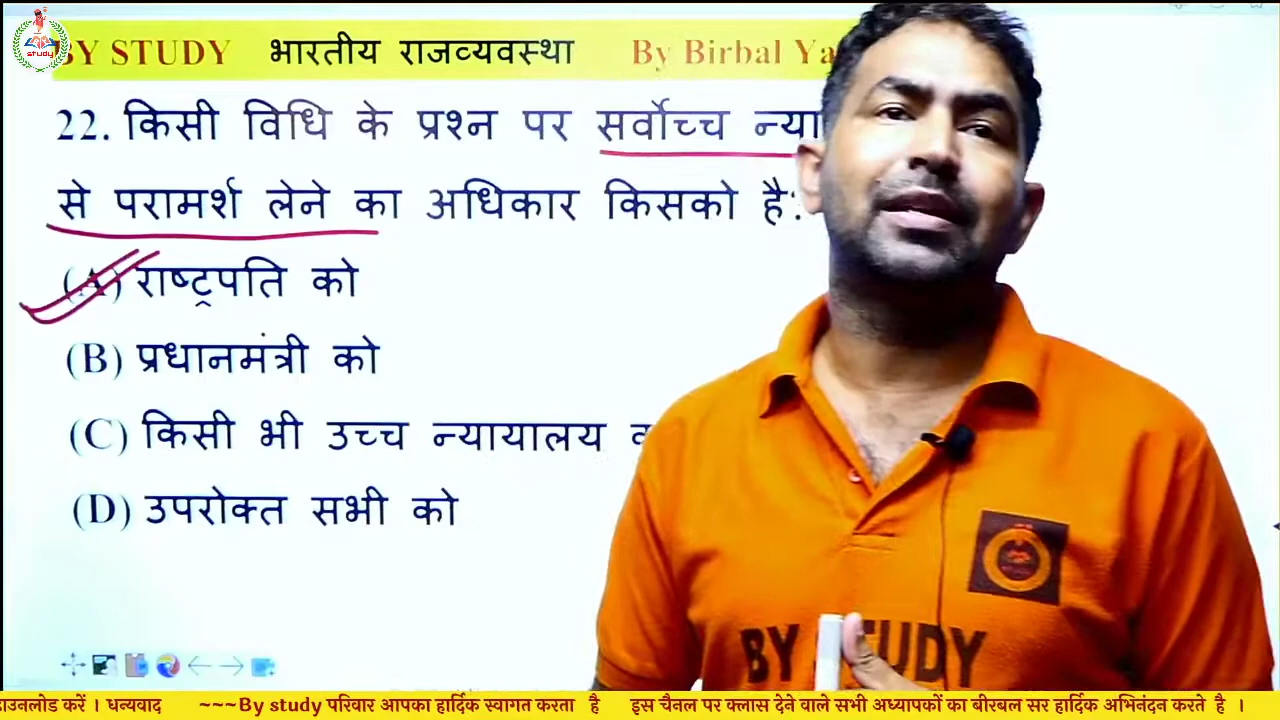 BY STUDY भारतीय राजव्यवस्था By Birbal
22. किसी विधि के प्रश्न पर सर्वोच्च
से परामर्श लेने का अधिकार किसको है:
(A) राष्ट्रपति को
(B) प्रधानमंत्री को
(C) किसी भी उच्च न्यायालय
(D) उपरोक्त सभी को
study
BY STUDY
करें । धन्यवाद ~~~By study परिवार आपका हार्दिक स्वागत करता है इस चैनल पर क्लास देने वाले सभी अध्यापकों का बीरबल सर हार्दिक अभिनंदन करते है ।